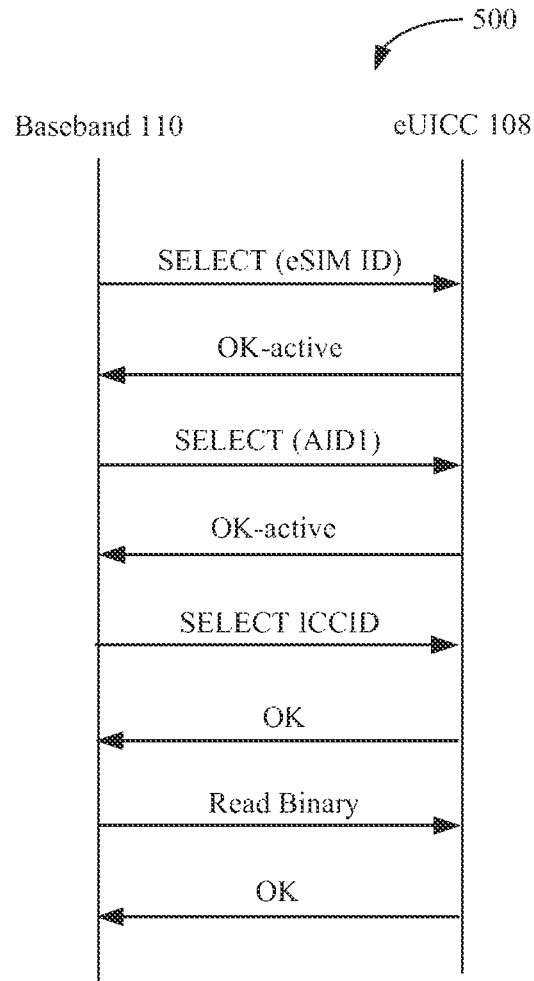 500
Baseband 110 eUICC 108
SELECT (eSIM ID)
OK-active
SELECT (AID1)
OK-active
SELECT ICCID
OK
Read Binary
OK